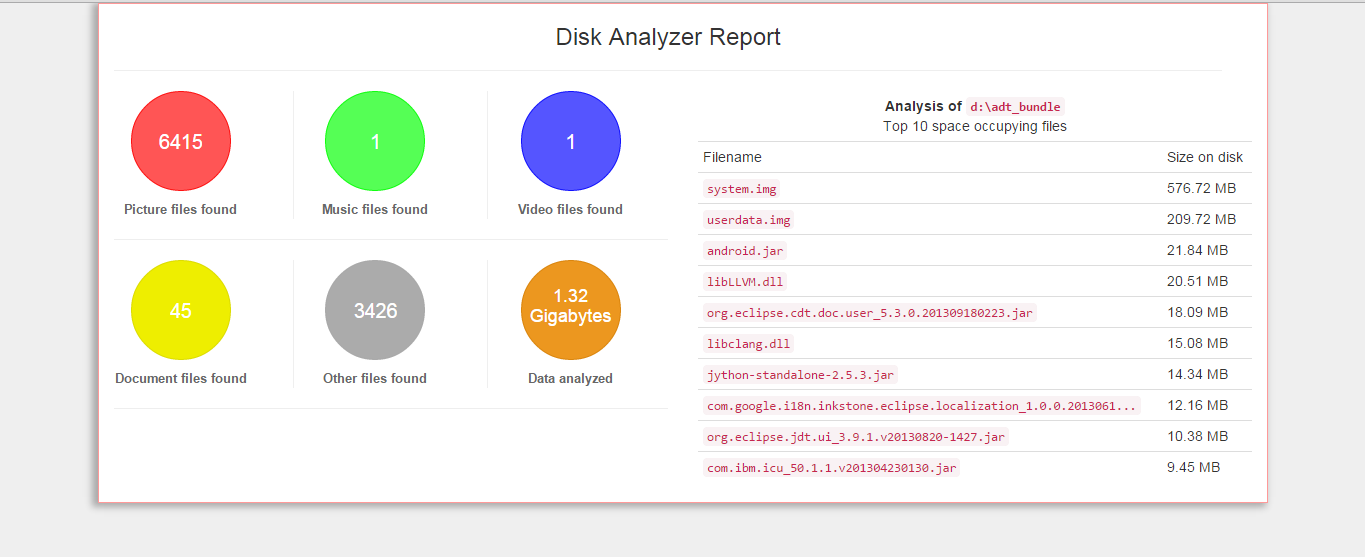 Disk Analyzer Report
6415
1
1
Picture files found
Music files found
Video files found
45
3426
1.32
Gigabytes
Document files found
Other files found
Data analyzed
Analysis of d:\adt_bundle
Top 10 space occupying files
Filename Size on disk
system.img 576.72 MB
userdata.img 209.72 MB
android.jar 21.84 MB
libLLVM.dll 20.51 MB
org.eclipse.cdt.doc.user_5.3.0.201309180223.jar 18.09 MB
libclang.dll 15.08 MB
jython-standalone-2.5.3.jar 14.34 MB
com.google.i18n.inkstone.eclipse.localization_1.0.0.2013061... 12.16 MB
org.eclipse.jdt.ui_3.9.1.v20130820-1427.jar 10.38 MB
com.ibm.icu_50.1.1.v201304230130.jar 9.45 MB